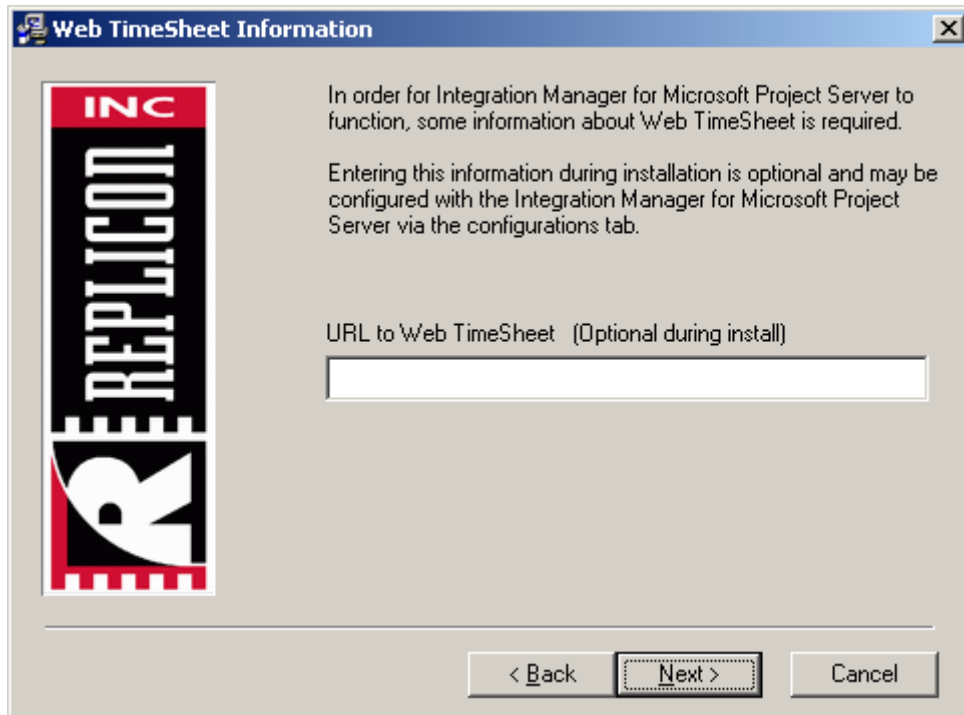 Web TimeSheet Information
INC
REPLICON
R
In order for Integration Manager for Microsoft Project Server to
function, some information about Web TimeSheet is required.
Entering this information during installation is optional and may be
configured with the Integration Manager for Microsoft Project
Server via the configurations tab.
URL to Web TimeSheet (Optional during install)
< Back
Next >
Cancel